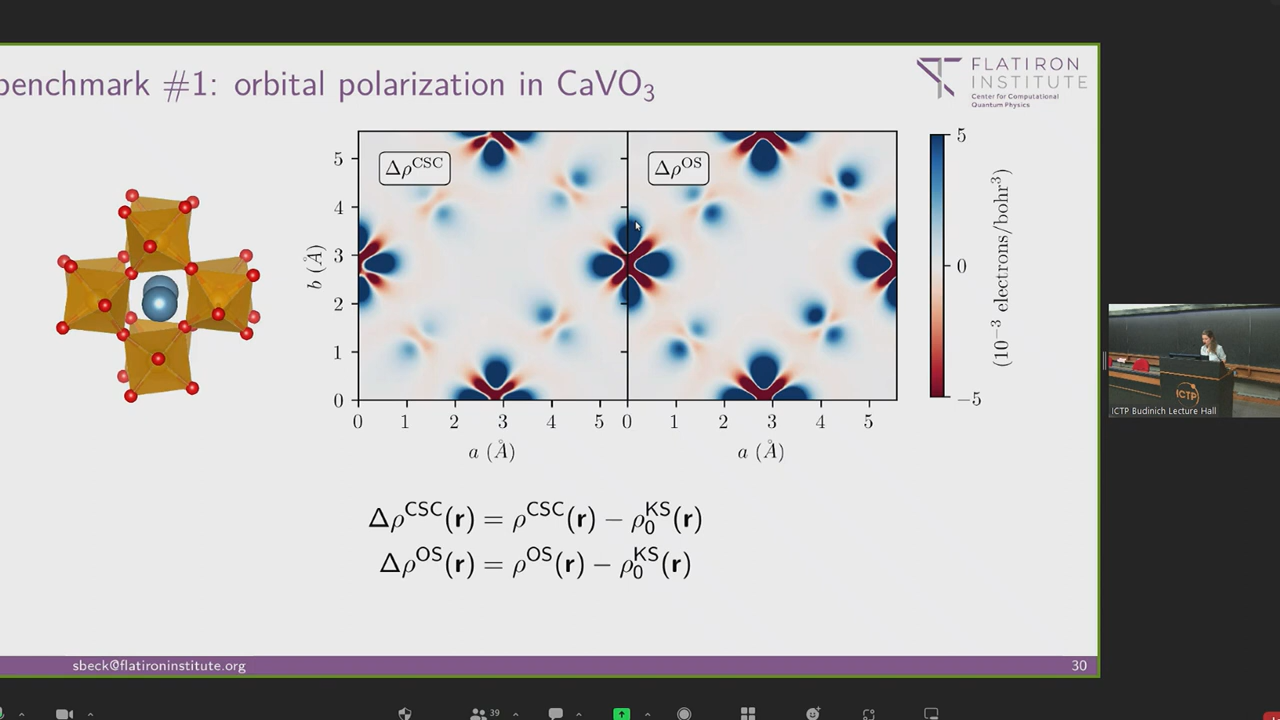 benchmark #1: orbital polarization in CaVO₃
FLATIRON
INSTITUTE
Center for Computational
Quantum Physics
Δρ^CSC
Δρ^OS
5
4
3
2
1
0
b (Å)
0 1 2 3 4 5 0 1 2 3 4 5
a (Å) a (Å)
5
0
−5
(10⁻³ electrons/bohr³)
Δρ^CSC(r) = ρ^CSC(r) − ρ₀^KS(r)
Δρ^OS(r) = ρ^OS(r) − ρ₀^KS(r)
sbeck@flatironinstitute.org 30
ICTP
ICTP Budinich Lecture Hall
39